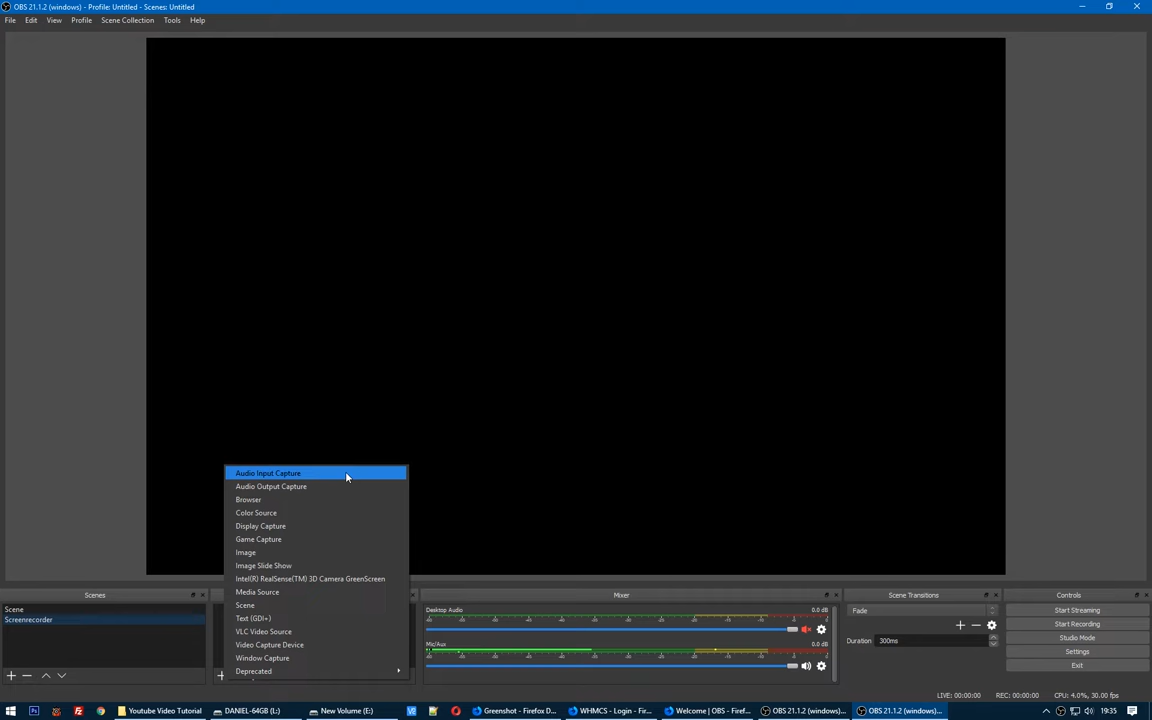 OBS 21.1.2 (windows) - Profile: Untitled - Scenes: Untitled
File Edit View Profile Scene Collection Tools Help
Audio Input Capture
Audio Output Capture
Browser
Color Source
Display Capture
Game Capture
Image
Image Slide Show
Intel(R) RealSense(TM) 3D Camera GreenScreen
Media Source
Scene
Text (GDI+)
VLC Video Source
Video Capture Device
Window Capture
Deprecated
Scenes
Scene
Screenrecorder
Mixer
Desktop Audio 0.0 dB
Mic/Aux 0.0 dB
Scene Transitions
Fade
Duration 300ms
Controls
Start Streaming
Start Recording
Studio Mode
Settings
Exit
LIVE: 00:00:00 REC: 00:00:00 CPU: 4.0%, 30.00 fps
Youtube Video Tutorial DANIEL-64GB (L:) New Volume (E:) Greenshot - Firefox D... WHMCS - Login - Fir... Welcome | OBS - Firef... OBS 21.1.2 (windows)... OBS 21.1.2 (windows)... 19:35